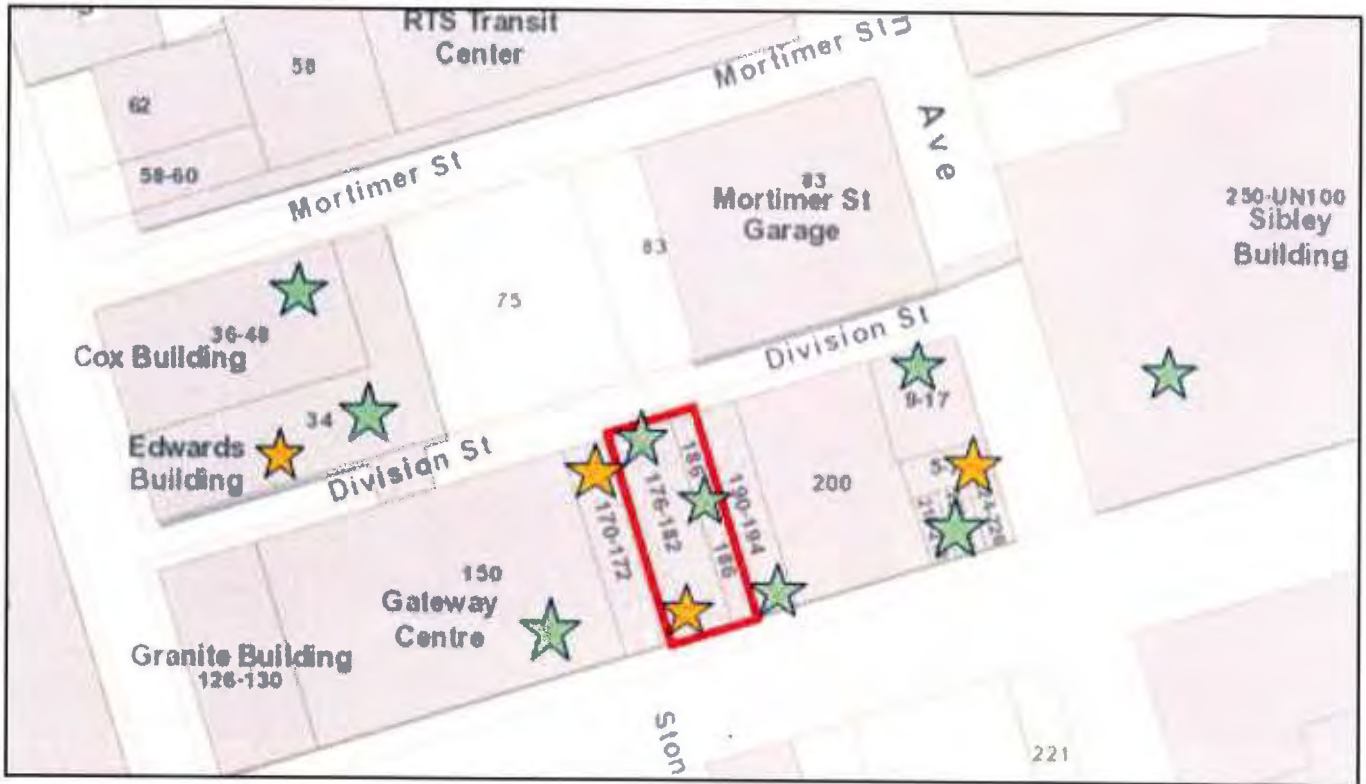 RTS Transit
Center
58
62
58-60
Mortimer St
Mortimer St
Ave
83
Mortimer St
Garage
250-UN100
Sibley
Building
83
75
36-48
Cox Building
34
Edwards
Building
Division St
Division St
9-17
200
186
176-182
190-194
186
170-172
150
Gateway
Centre
Granite Building
126-130
Ston
221